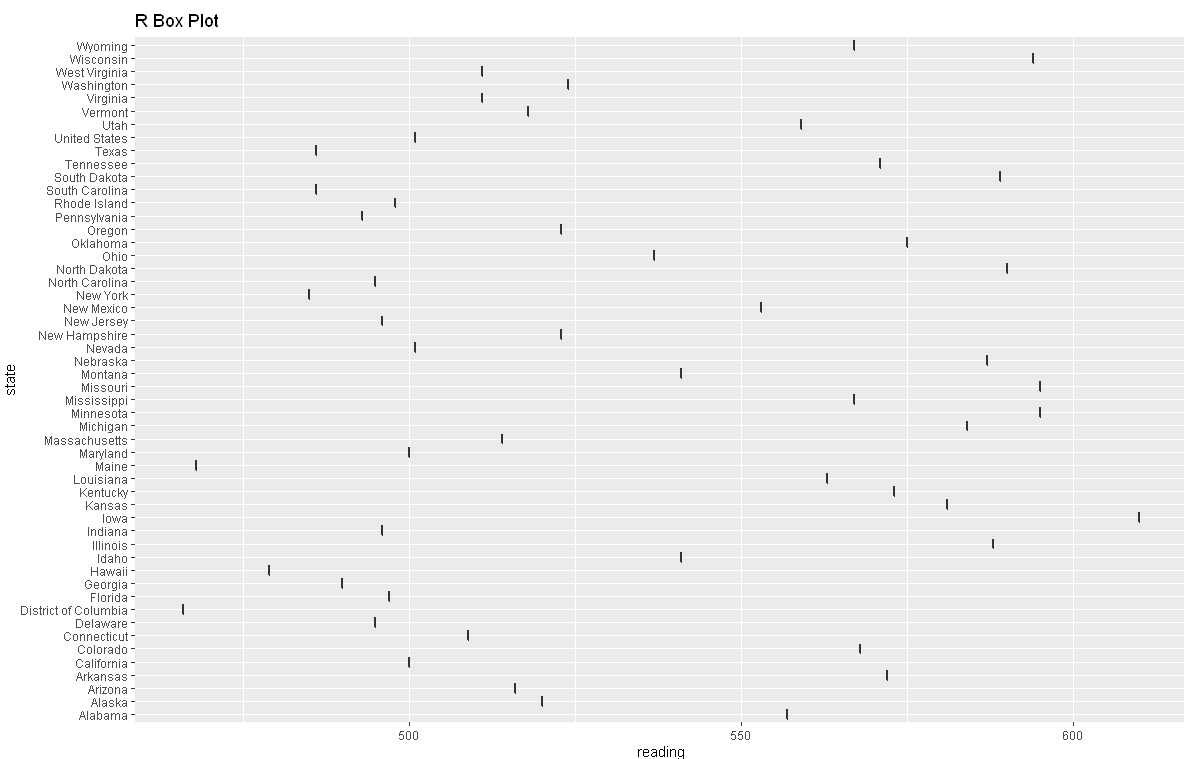 R Box Plot
Wyoming
Wisconsin
West Virginia
Washington
Virginia
Vermont
Utah
United States
Texas
Tennessee
South Dakota
South Carolina
Rhode Island
Pennsylvania
Oregon
Oklahoma
Ohio
North Dakota
North Carolina
New York
New Mexico
New Jersey
New Hampshire
Nevada
Nebraska
Montana
Missouri
Mississippi
Minnesota
Michigan
Massachusetts
Maryland
Maine
Louisiana
Kentucky
Kansas
Iowa
Indiana
Illinois
Idaho
Hawaii
Georgia
Florida
District of Columbia
Delaware
Connecticut
Colorado
California
Arkansas
Arizona
Alaska
Alabama
state
500 550 600
reading